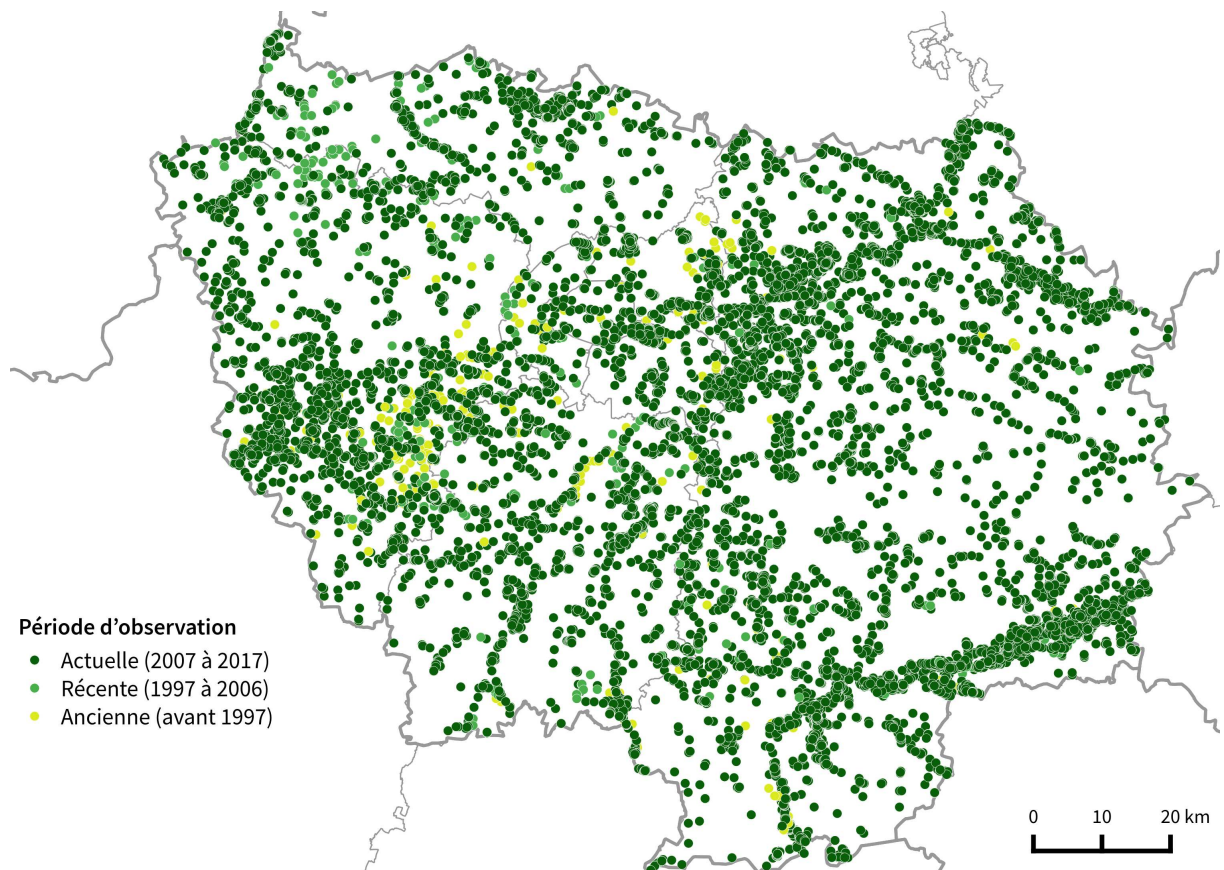 Période d’observation
Actuelle (2007 à 2017)
Récente (1997 à 2006)
Ancienne (avant 1997)
0 10 20 km